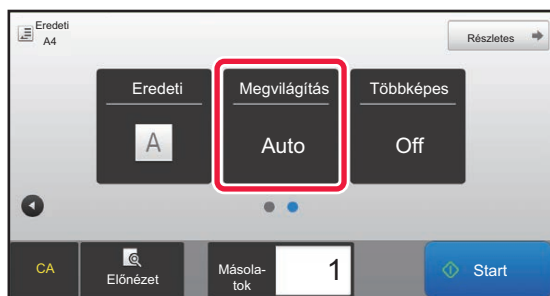 Eredeti
A4
Részletes
Eredeti
Megvilágítás
Többképes
A
Auto
Off
CA
Előnézet
Másola-
tok
1
Start